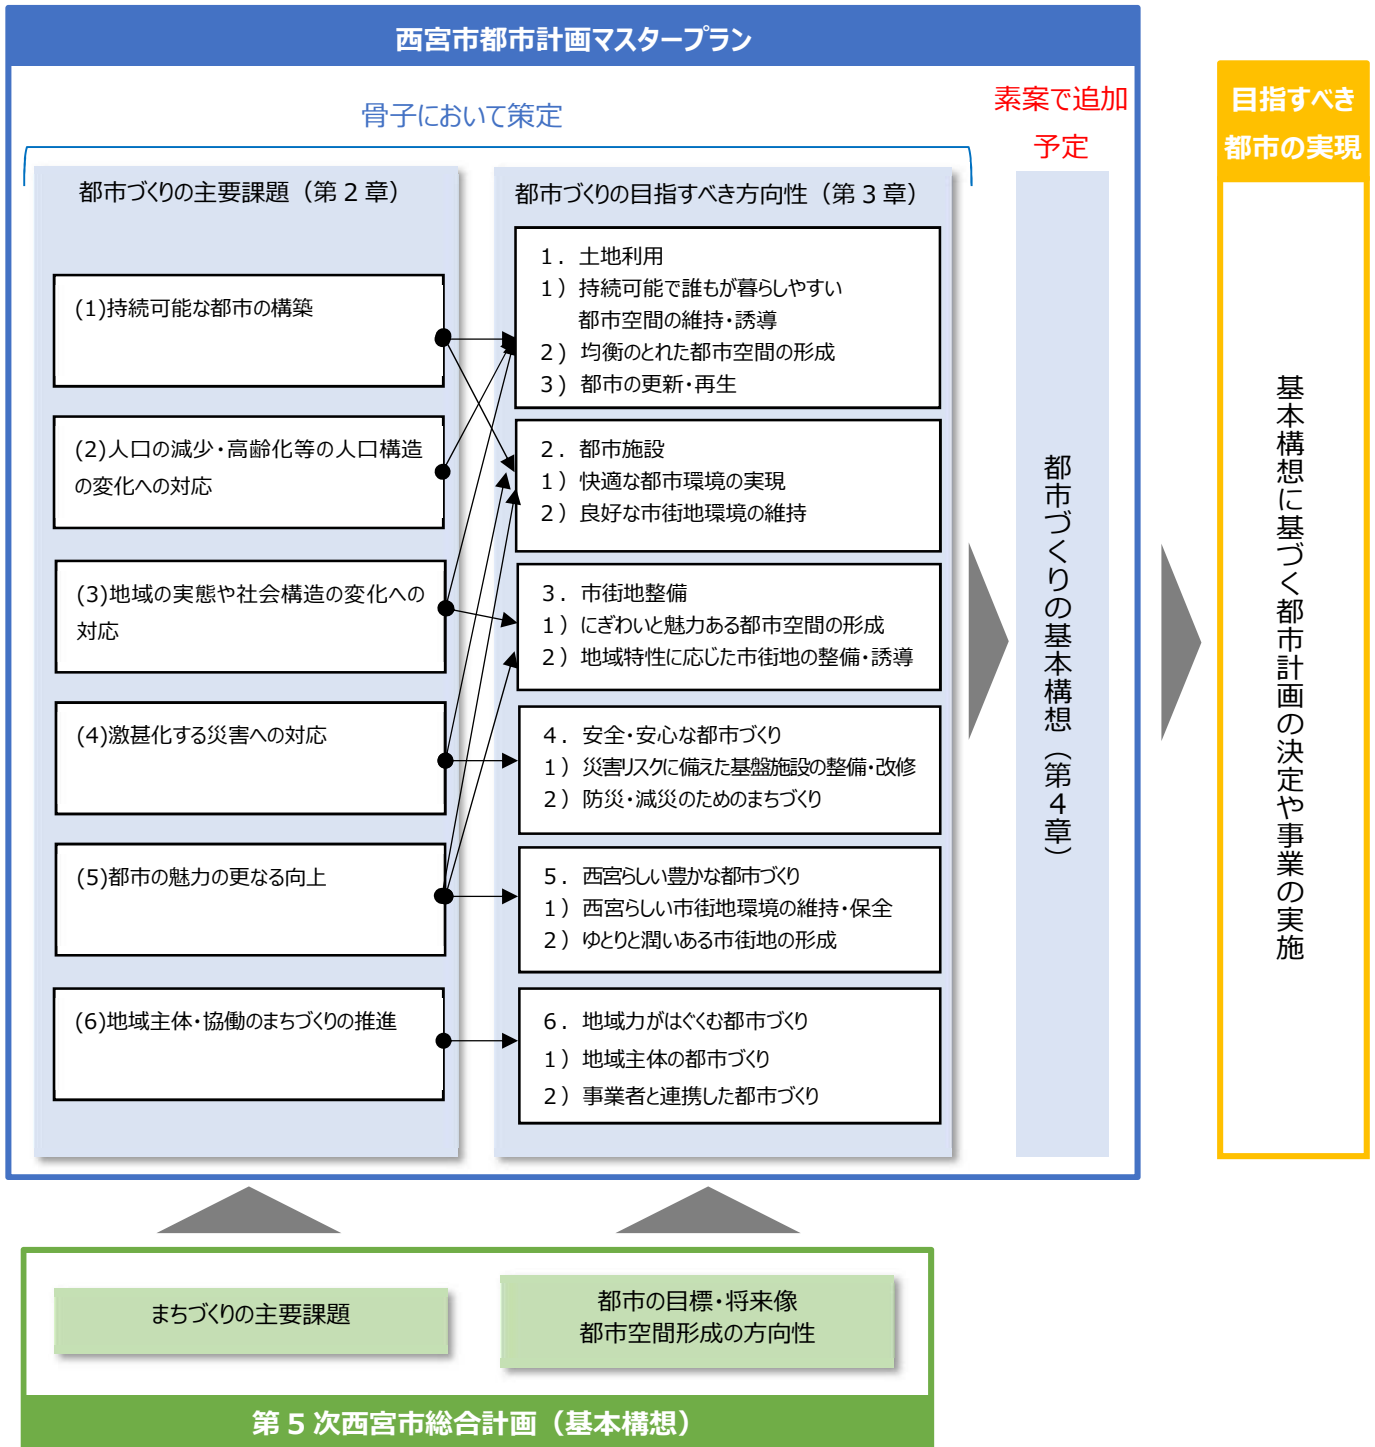 西宮市都市計画マスタープラン
骨子において策定
素案で追加
予定
目指すべき
都市の実現
都市づくりの主要課題（第２章）
(1)持続可能な都市の構築
(2)人口の減少・高齢化等の人口構造
の変化への対応
(3)地域の実態や社会構造の変化への
対応
(4)激甚化する災害への対応
(5)都市の魅力の更なる向上
(6)地域主体・協働のまちづくりの推進
都市づくりの目指すべき方向性（第３章）
１．土地利用
１）持続可能で誰もが暮らしやすい
都市空間の維持・誘導
２）均衡のとれた都市空間の形成
３）都市の更新・再生
２．都市施設
１）快適な都市環境の実現
２）良好な市街地環境の維持
３．市街地整備
１）にぎわいと魅力ある都市空間の形成
２）地域特性に応じた市街地の整備・誘導
４．安全・安心な都市づくり
１）災害リスクに備えた基盤施設の整備・改修
２）防災・減災のためのまちづくり
５．西宮らしい豊かな都市づくり
１）西宮らしい市街地環境の維持・保全
２）ゆとりと潤いある市街地の形成
６．地域力がはぐくむ都市づくり
１）地域主体の都市づくり
２）事業者と連携した都市づくり
都市づくりの基本構想（第４章）
基本構想に基づく都市計画の決定や事業の実施
まちづくりの主要課題
都市の目標・将来像
都市空間形成の方向性
第５次西宮市総合計画（基本構想）